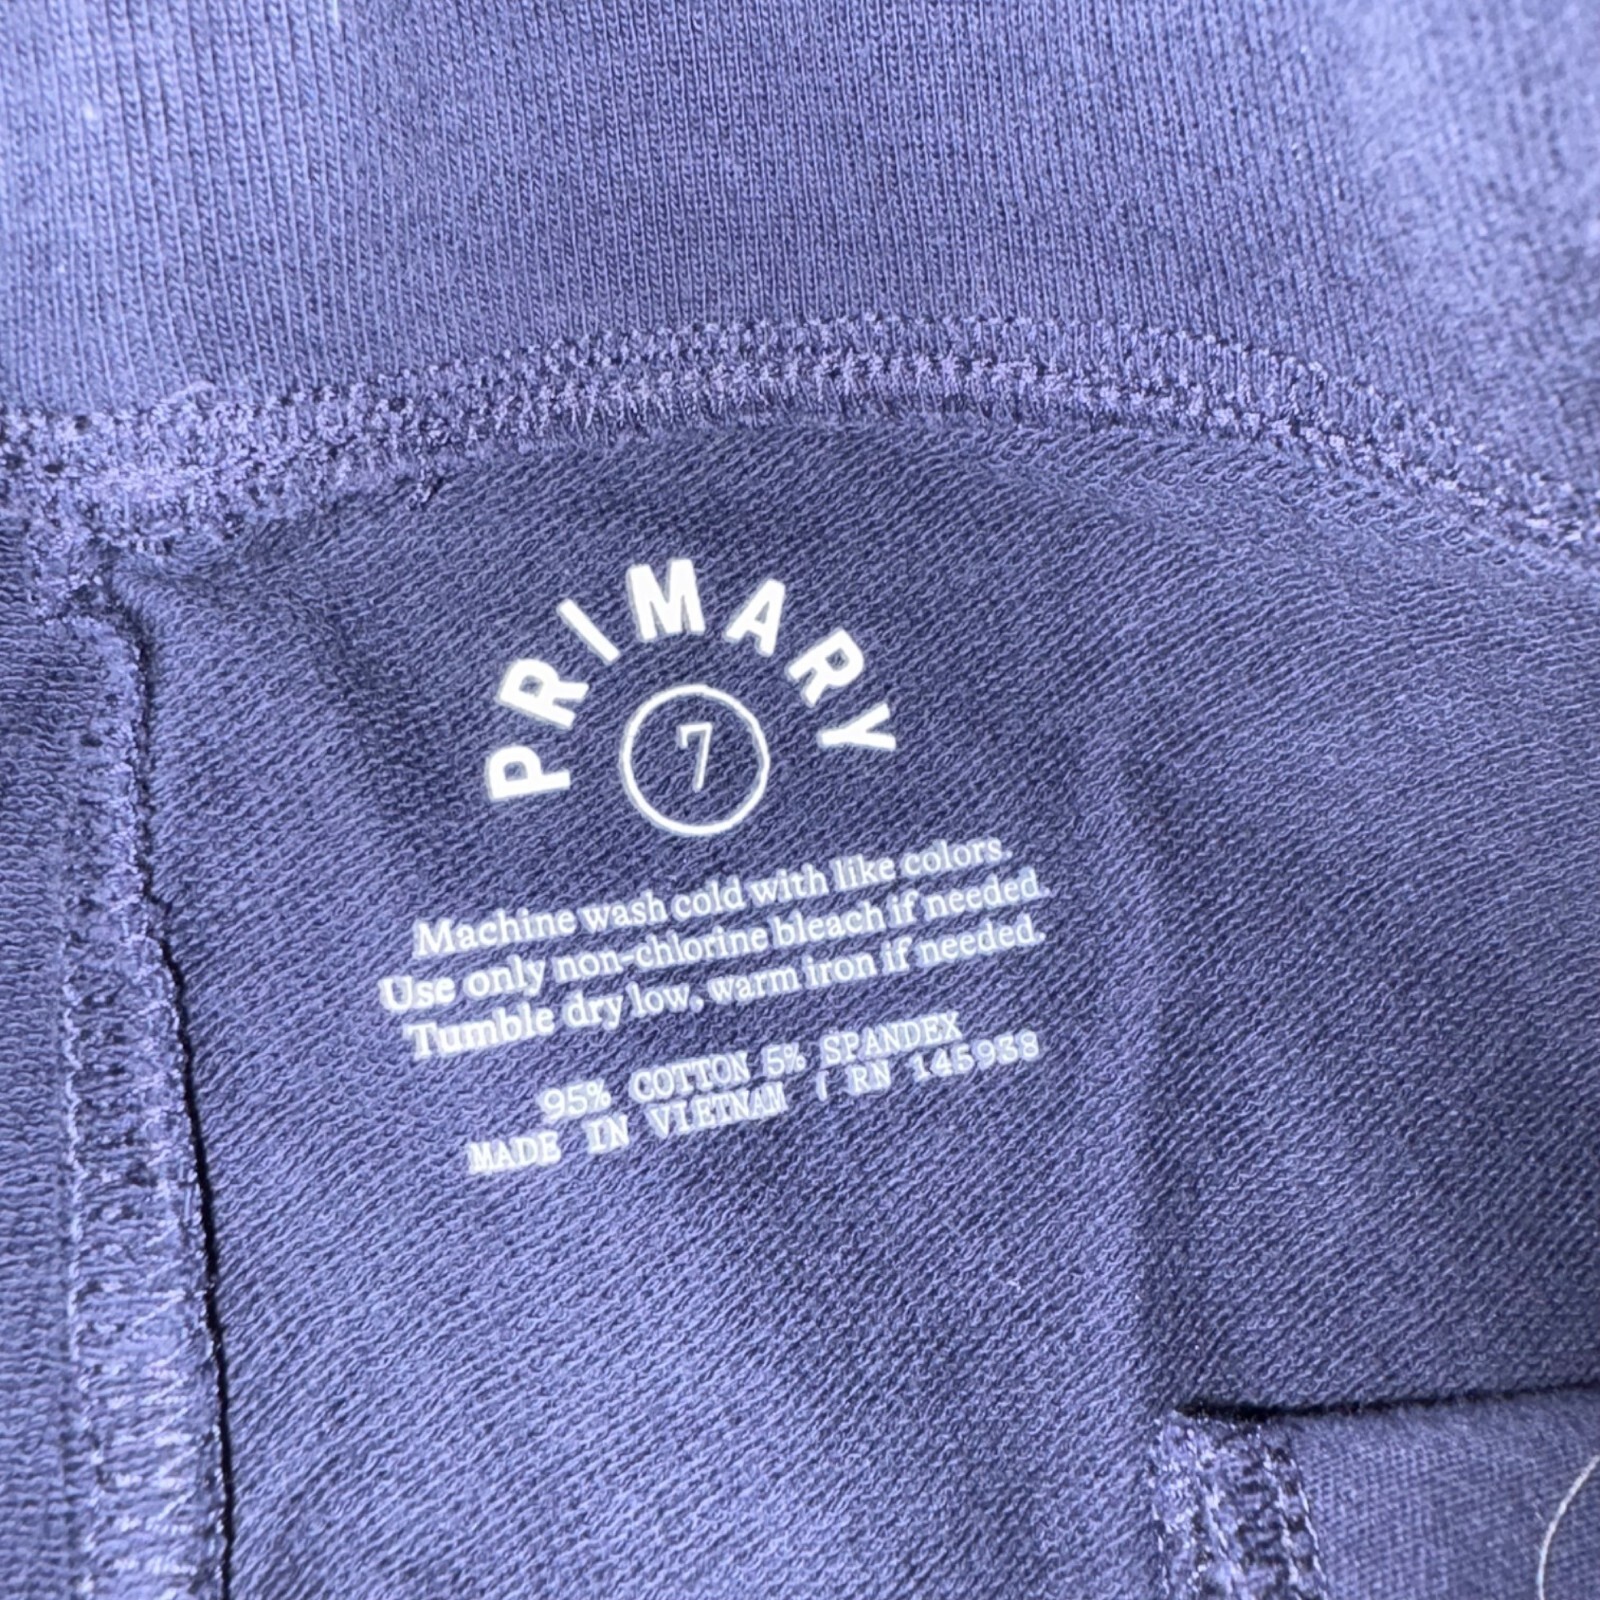 PRIMARY
7
Machine wash cold with like colors.
Use only non-chlorine bleach if needed.
Tumble dry low, warm iron if needed.
95% COTTON 5% SPANDEX
MADE IN VIETNAM / RN 145938